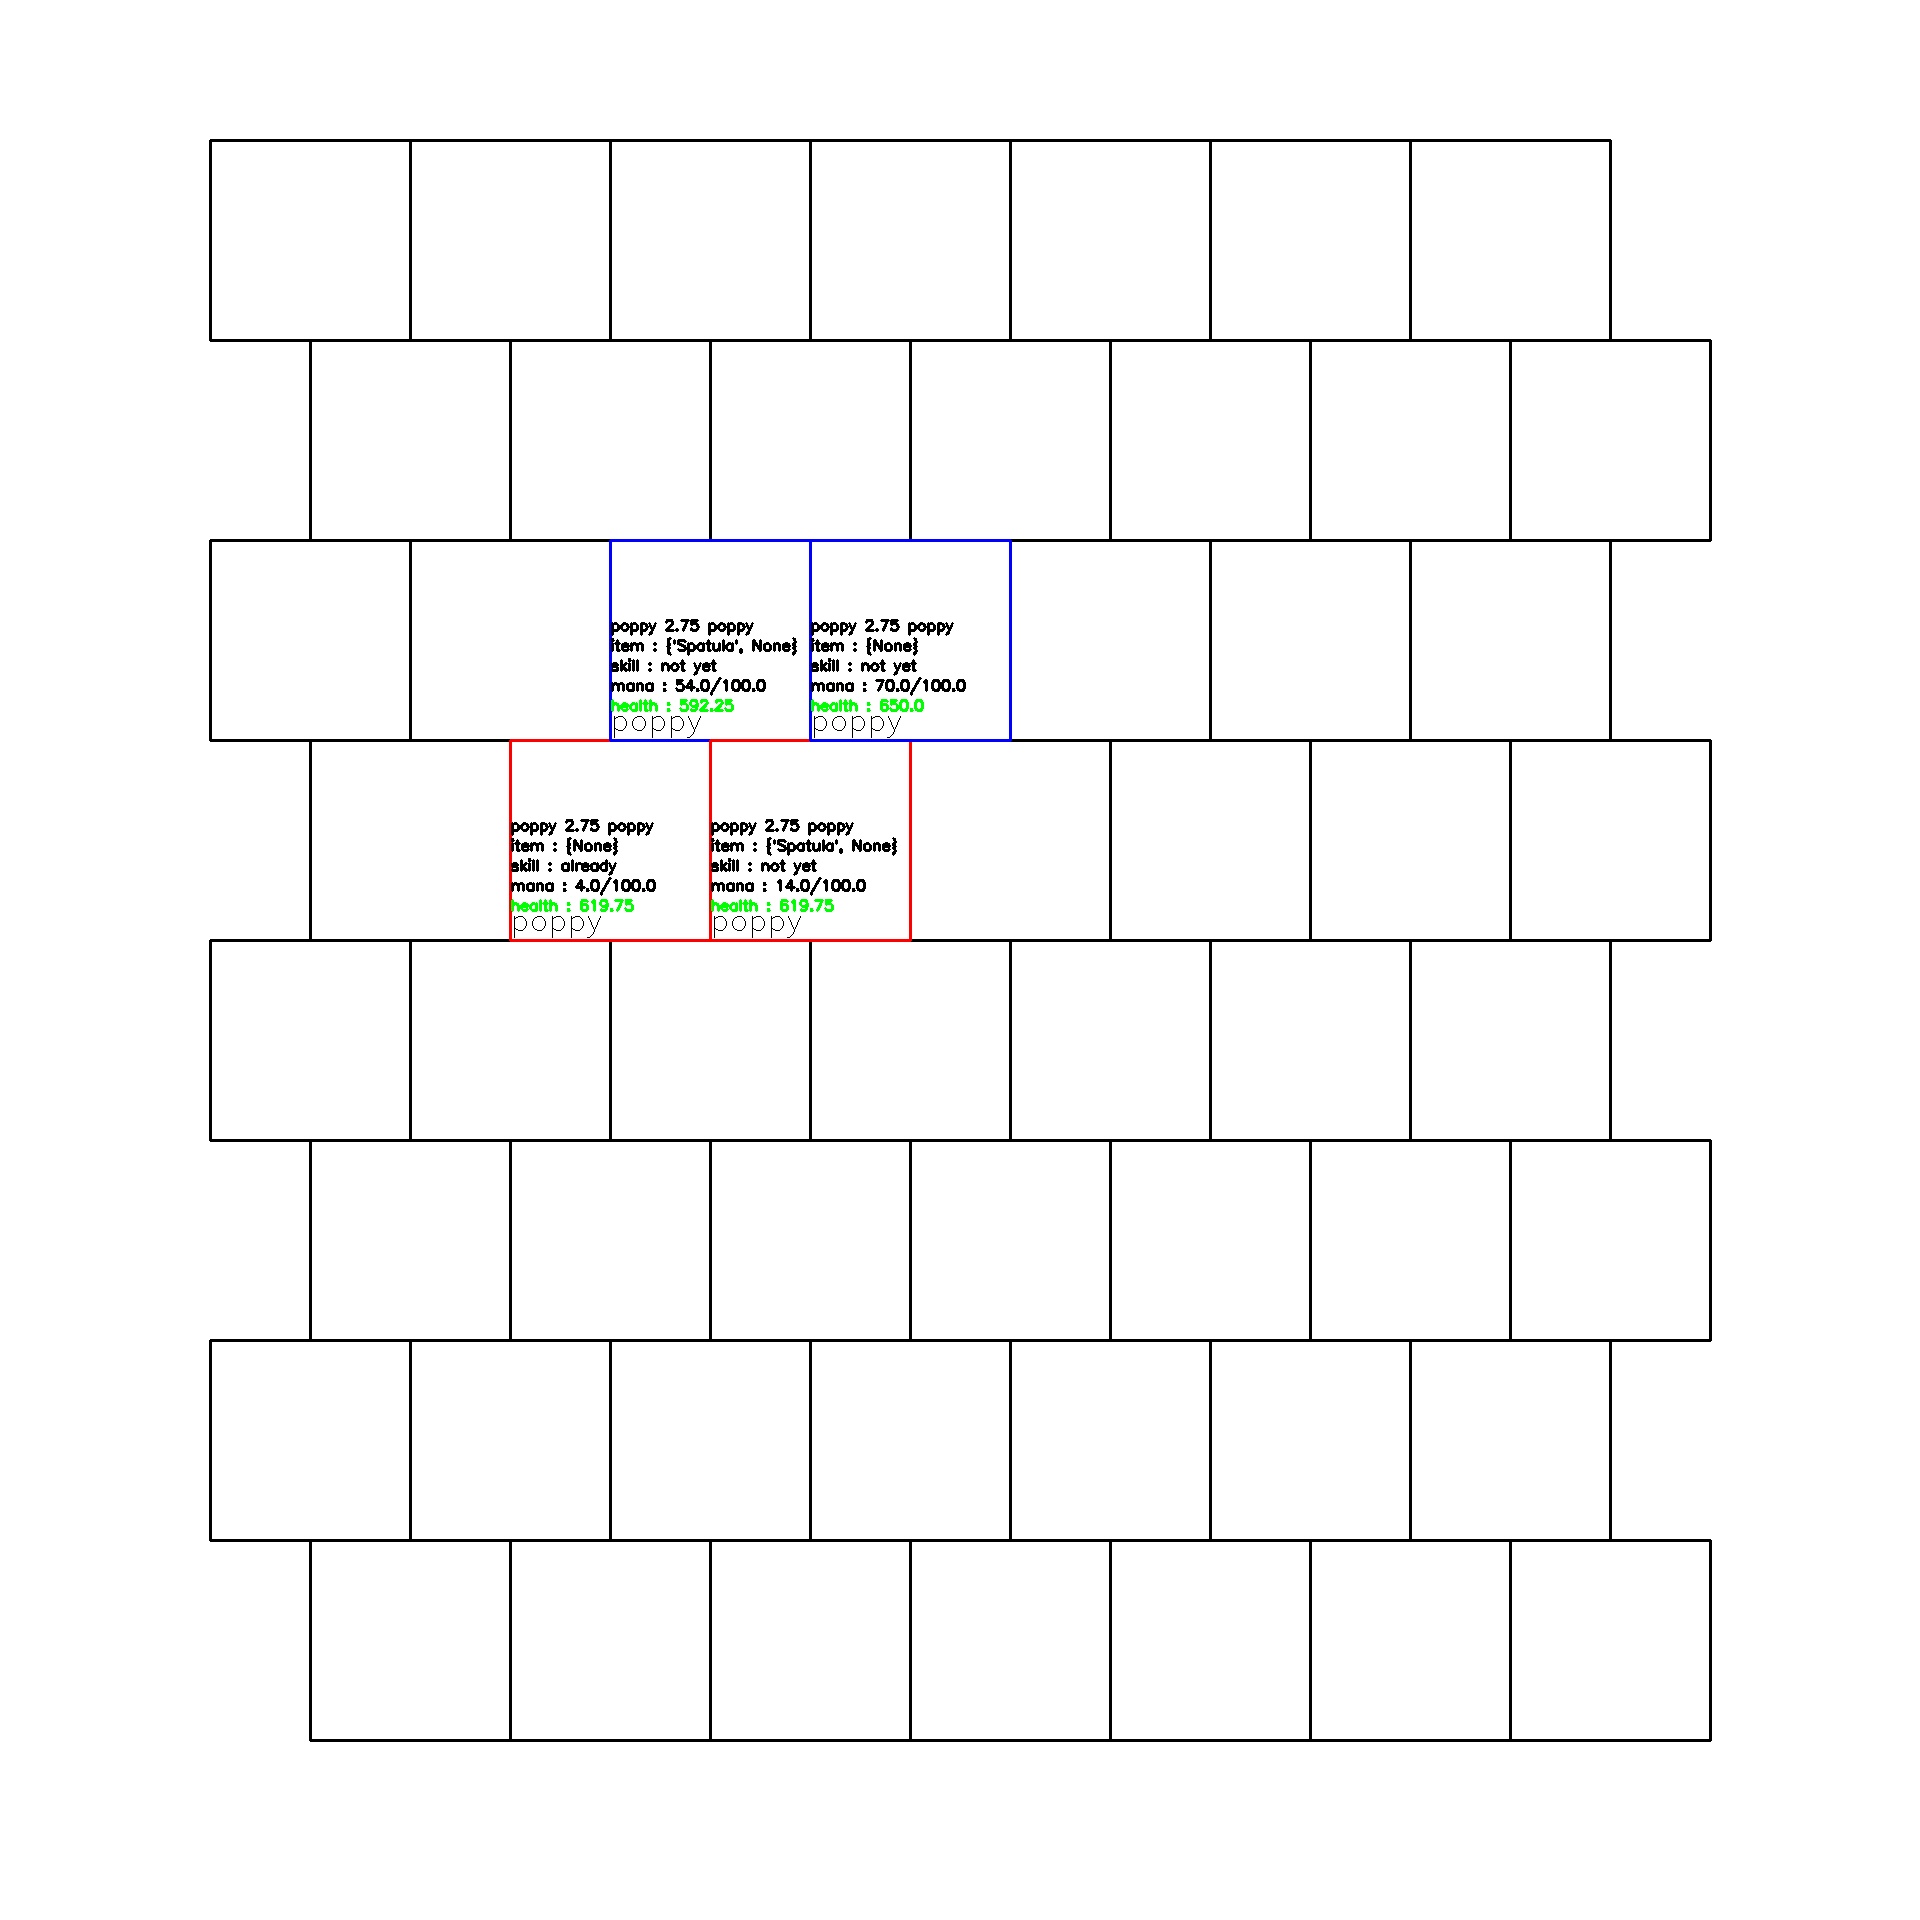 poppy 2.75 poppy
item : {'Spatula', None}
skill : not yet
mana : 54.0/100.0
health : 592.25
poppy
poppy 2.75 poppy
item : {None}
skill : not yet
mana : 70.0/100.0
health : 650.0
poppy
poppy 2.75 poppy
item : {None}
skill : already
mana : 4.0/100.0
health : 619.75
poppy
poppy 2.75 poppy
item : {'Spatula', None}
skill : not yet
mana : 14.0/100.0
health : 619.75
poppy